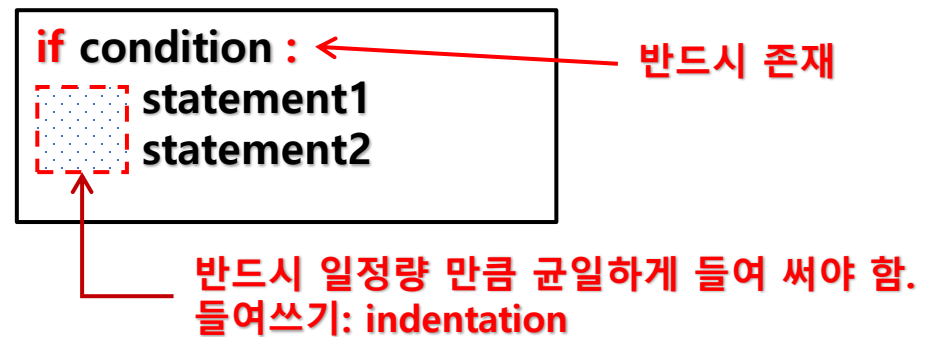 if condition :
statement1
statement2
반드시 존재
반드시 일정량 만큼 균일하게 들여 써야 함.
들여쓰기: indentation